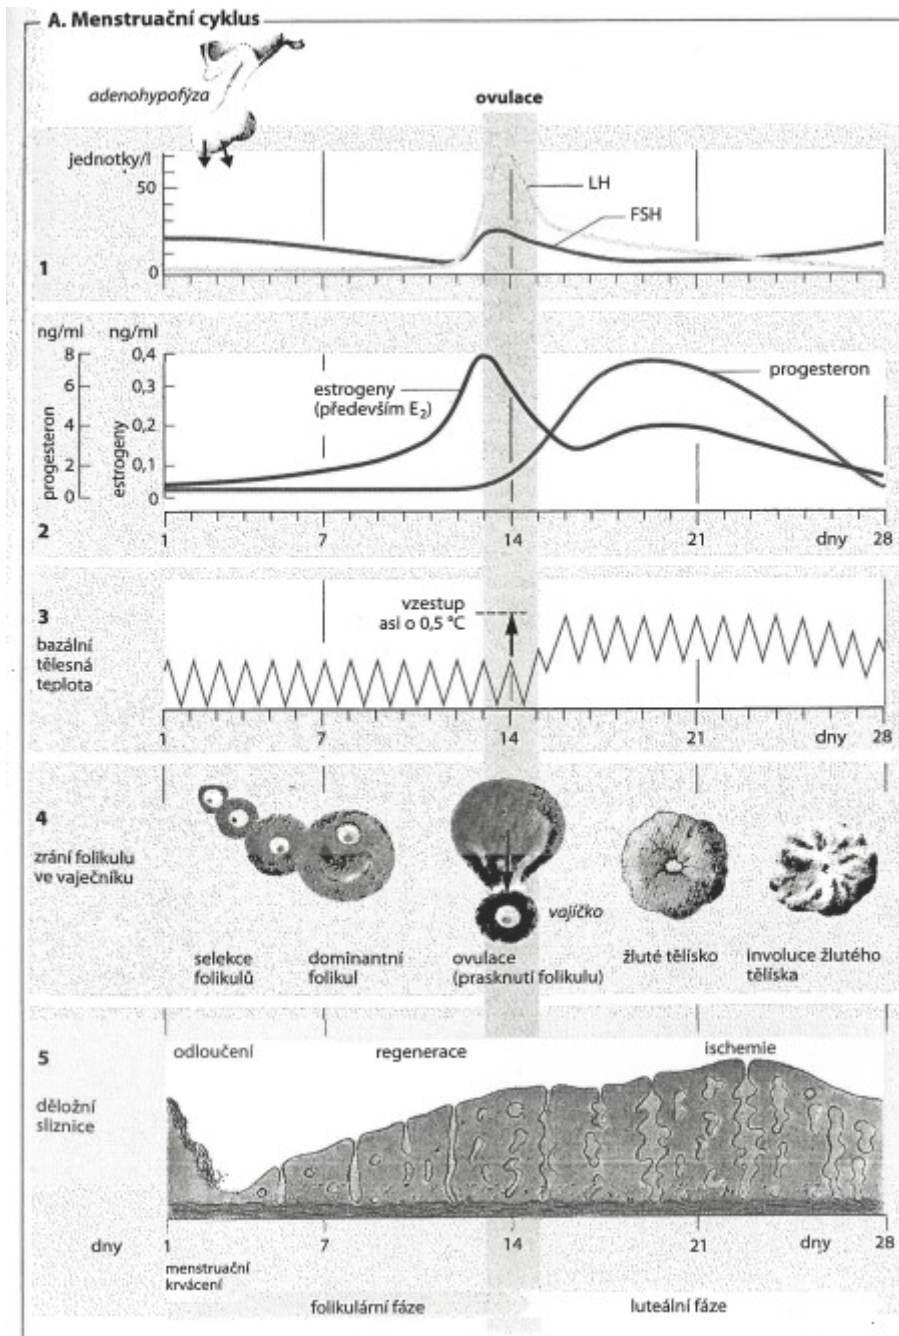 A. Menstruační cyklus
adenohypofýza
ovulace
jednotky/l
50
0
LH
FSH
1
ng/ml
ng/ml
8
6
4
2
0
progesteron
0,4
0,3
0,2
0,1
0
estrogeny
estrogeny
(především E₂)
progesteron
2
1
7
14
21
dny
28
3
bazální
tělesná
teplota
vzestup
asi o 0,5 °C
1
7
14
21
dny
28
4
zrání folikulu
ve vaječníku
vajíčko
selekce
folikulů
dominantní
folikul
ovulace
(prasknutí folikulu)
žluté tělísko
involuce žlutého
tělíska
5
děložní
sliznice
odloučení
regenerace
ischemie
dny
1
7
14
21
dny
28
menstruační
krvácení
folikulární fáze
luteální fáze